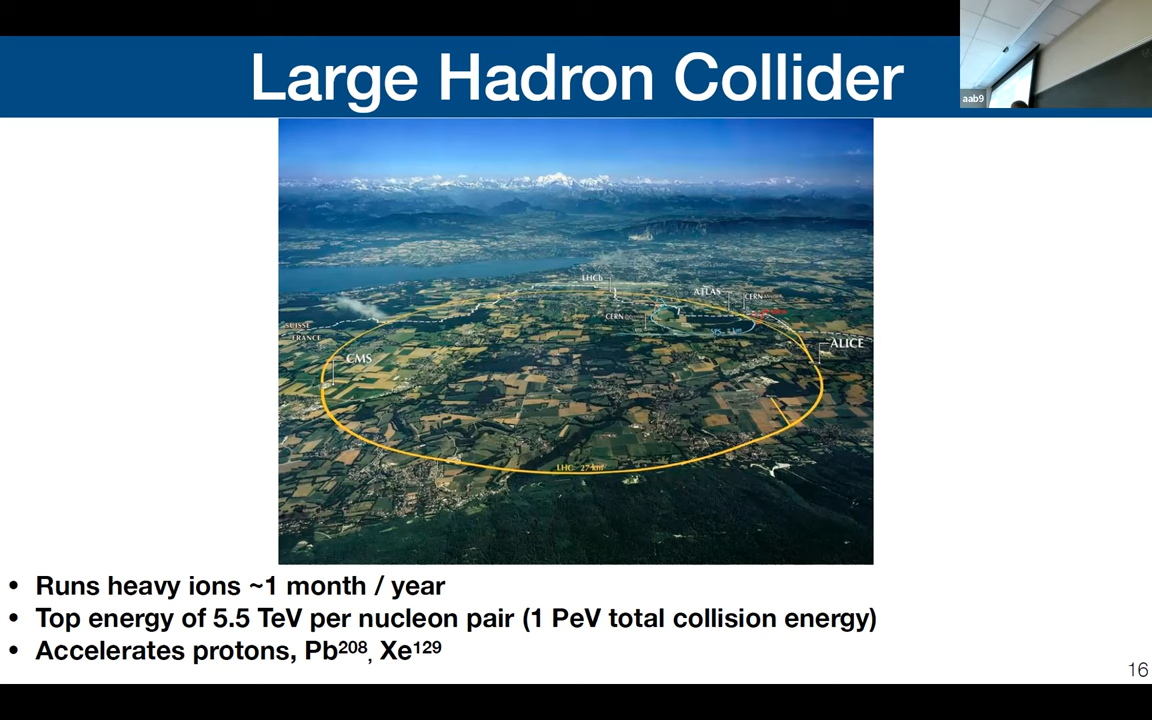 Large Hadron Collider
aab9
LHCb
ATLAS
CERN
CERN
SUISSE
FRANCE
CMS
ALICE
LHC 27 km
• Runs heavy ions ~1 month / year
• Top energy of 5.5 TeV per nucleon pair (1 PeV total collision energy)
• Accelerates protons, Pb²⁰⁸, Xe¹²⁹
16